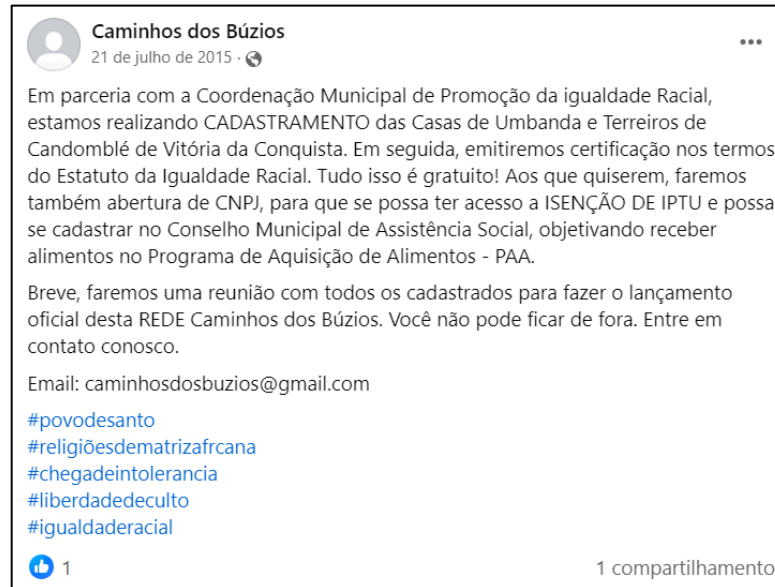 Caminhos dos Búzios
21 de julho de 2015 ·
Em parceria com a Coordenação Municipal de Promoção da igualdade Racial,
estamos realizando CADASTRAMENTO das Casas de Umbanda e Terreiros de
Candomblé de Vitória da Conquista. Em seguida, emitiremos certificação nos termos
do Estatuto da Igualdade Racial. Tudo isso é gratuito! Aos que quiserem, faremos
também abertura de CNPJ, para que se possa ter acesso a ISENÇÃO DE IPTU e possa
se cadastrar no Conselho Municipal de Assistência Social, objetivando receber
alimentos no Programa de Aquisição de Alimentos - PAA.
Breve, faremos uma reunião com todos os cadastrados para fazer o lançamento
oficial desta REDE Caminhos dos Búzios. Você não pode ficar de fora. Entre em
contato conosco.
Email: caminhosdosbuzios@gmail.com
#povodesanto
#religiõesdematrizafrcana
#chegadeintolerancia
#liberdadedeculto
#igualdaderacial
1
1 compartilhamento